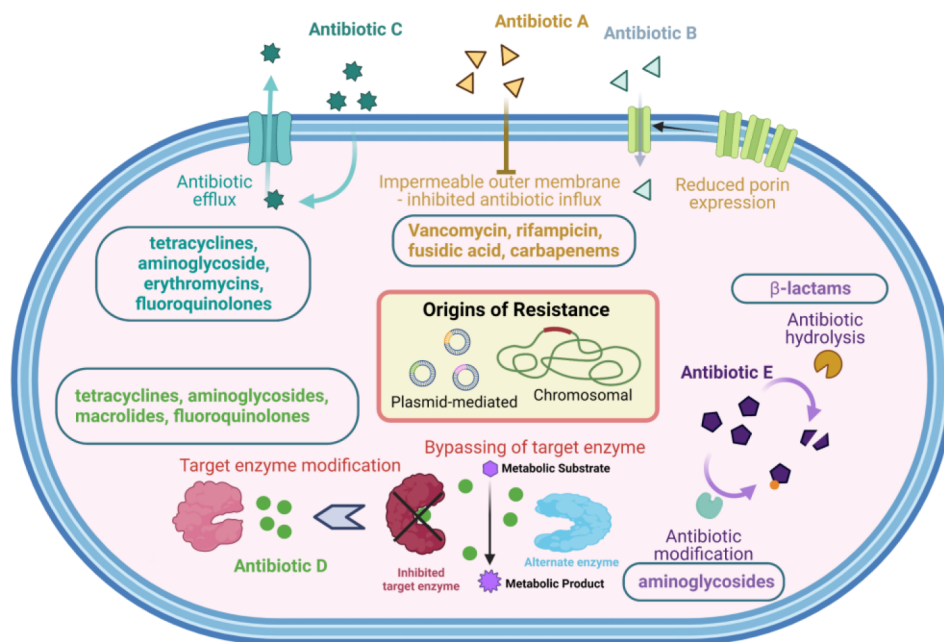 Antibiotic C
Antibiotic A
Antibiotic B
Antibiotic
efflux
Impermeable outer membrane
- inhibited antibiotic influx
Reduced porin
expression
tetracyclines,
aminoglycoside,
erythromycins,
fluoroquinolones
Vancomycin, rifampicin,
fusidic acid, carbapenems
Origins of Resistance
Plasmid-mediated
Chromosomal
β-lactams
Antibiotic
hydrolysis
Antibiotic E
tetracyclines, aminoglycosides,
macrolides, fluoroquinolones
Target enzyme modification
Bypassing of target enzyme
Metabolic Substrate
Antibiotic D
Inhibited
target enzyme
Alternate enzyme
Metabolic Product
Antibiotic
modification
aminoglycosides